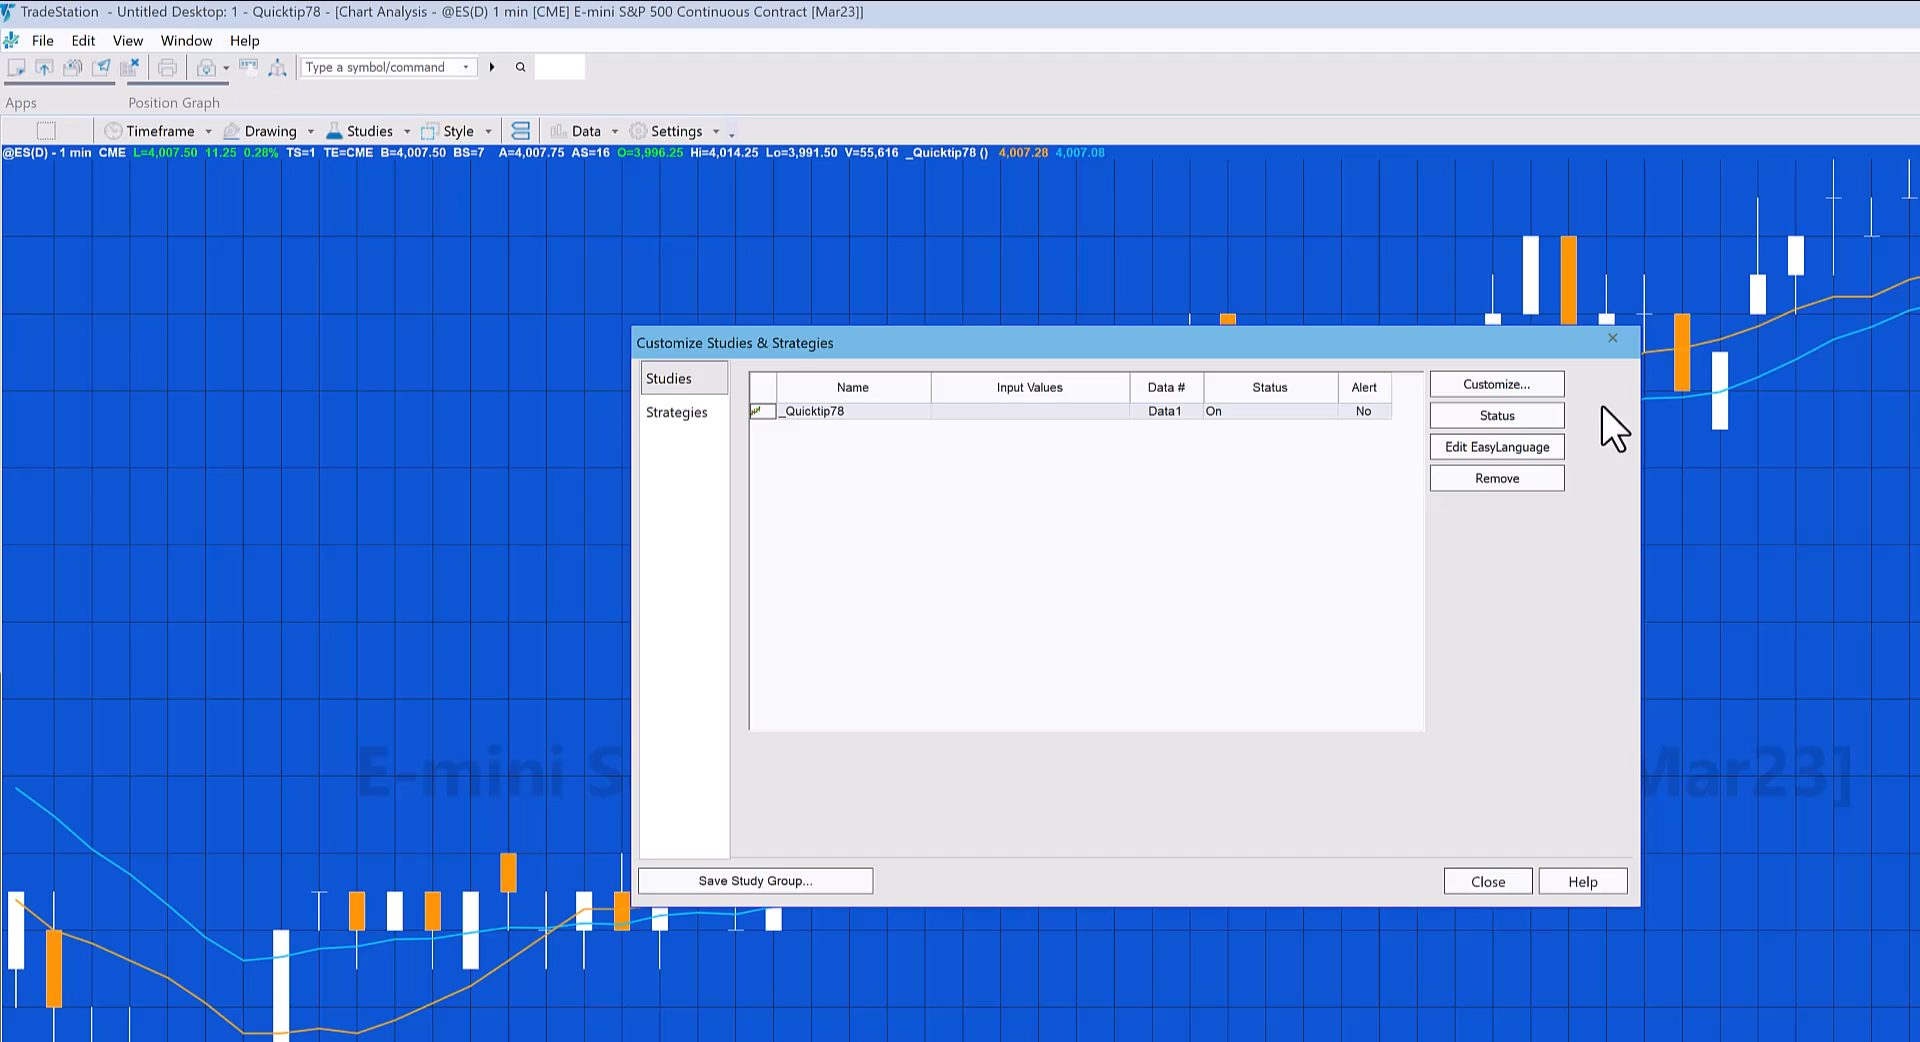 TradeStation - Untitled Desktop: 1 - Quicktip78 - [Chart Analysis - @ES(D) 1 min [CME] E-mini S&P 500 Continuous Contract [Mar23]]
File Edit View Window Help
Type a symbol/command
Apps Position Graph
Timeframe Drawing Studies Style Data Settings
@ES(D) - 1 min CME L=4,007.50 11.25 0.28% TS=1 TE=CME B=4,007.50 BS=7 A=4,007.75 AS=16 O=3,996.25 Hi=4,014.25 Lo=3,991.50 V=55,616 _Quicktip78 () 4,007.28 4,007.08
Customize Studies & Strategies
Studies
Strategies
Name Input Values Data # Status Alert
_Quicktip78 Data1 On No
Customize...
Status
Edit EasyLanguage
Remove
E-mini S
Mar23]
Save Study Group...
Close Help